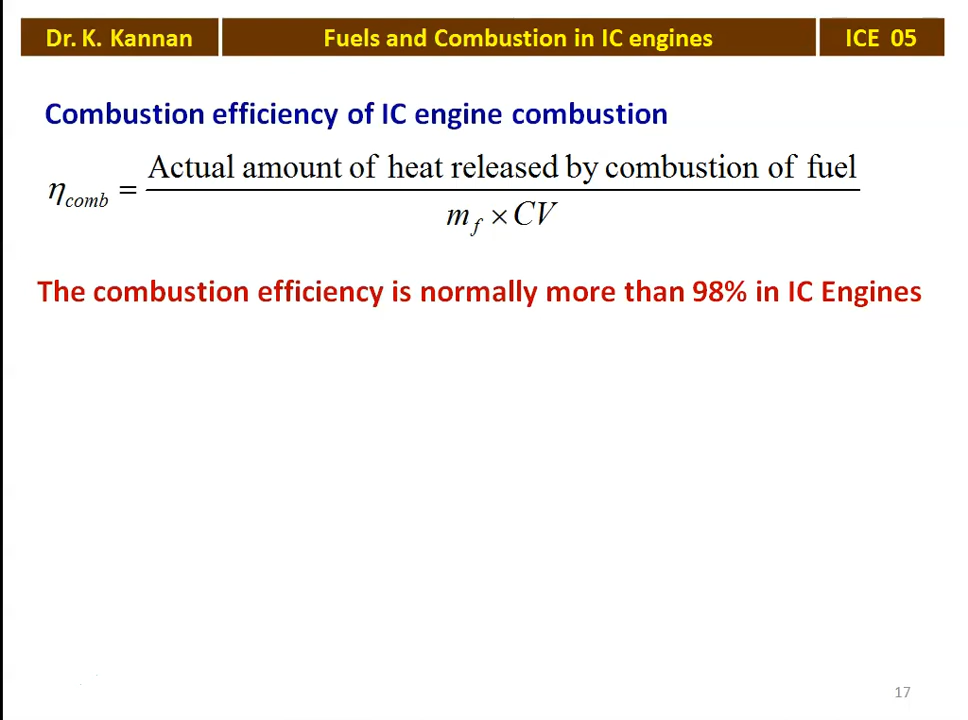 Dr. K. Kannan
Fuels and Combustion in IC engines
ICE 05
Combustion efficiency of IC engine combustion
η_comb = Actual amount of heat released by combustion of fuel
m_f × CV
The combustion efficiency is normally more than 98% in IC Engines
17